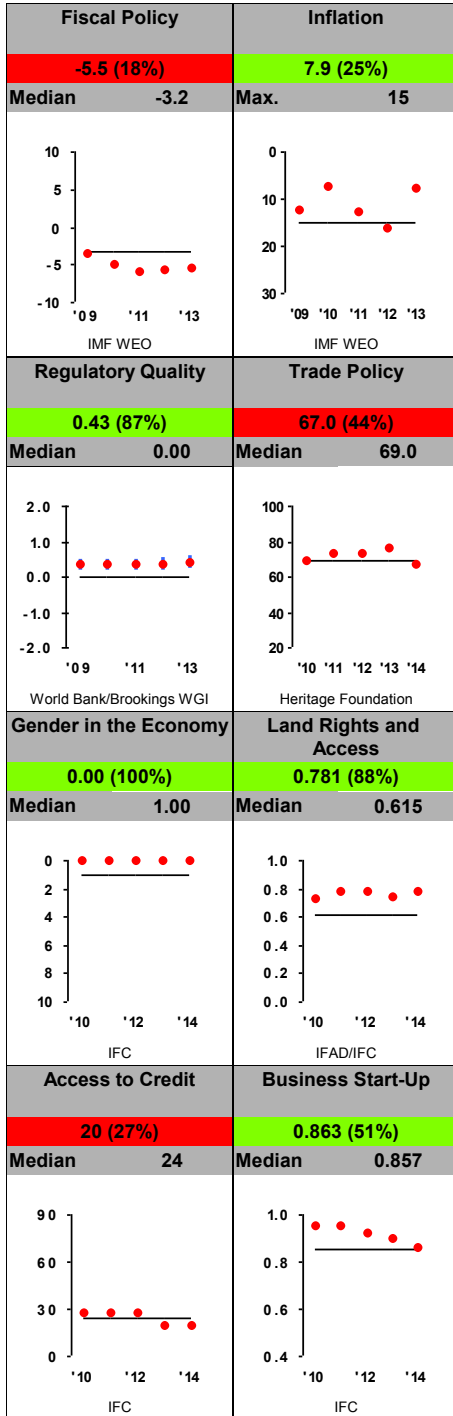 Fiscal Policy
-5.5 (18%)
Median -3.2
10
5
0
-5
-10
'09 '11 '13
IMF WEO
Inflation
7.9 (25%)
Max. 15
0
10
20
30
'09 '10 '11 '12 '13
IMF WEO
Regulatory Quality
0.43 (87%)
Median 0.00
2.0
1.0
0.0
-1.0
-2.0
'09 '11 '13
World Bank/Brookings WGI
Trade Policy
67.0 (44%)
Median 69.0
100
80
60
40
20
'10 '11 '12 '13 '14
Heritage Foundation
Gender in the Economy
0.00 (100%)
Median 1.00
0
2
4
6
8
10
'10 '12 '14
IFC
Land Rights and
Access
0.781 (88%)
Median 0.615
1.0
0.8
0.6
0.4
0.2
0.0
'10 '12 '14
IFAD/IFC
Access to Credit
20 (27%)
Median 24
90
60
30
0
'10 '12 '14
IFC
Business Start-Up
0.863 (51%)
Median 0.857
1.0
0.8
0.6
0.4
'10 '12 '14
IFC